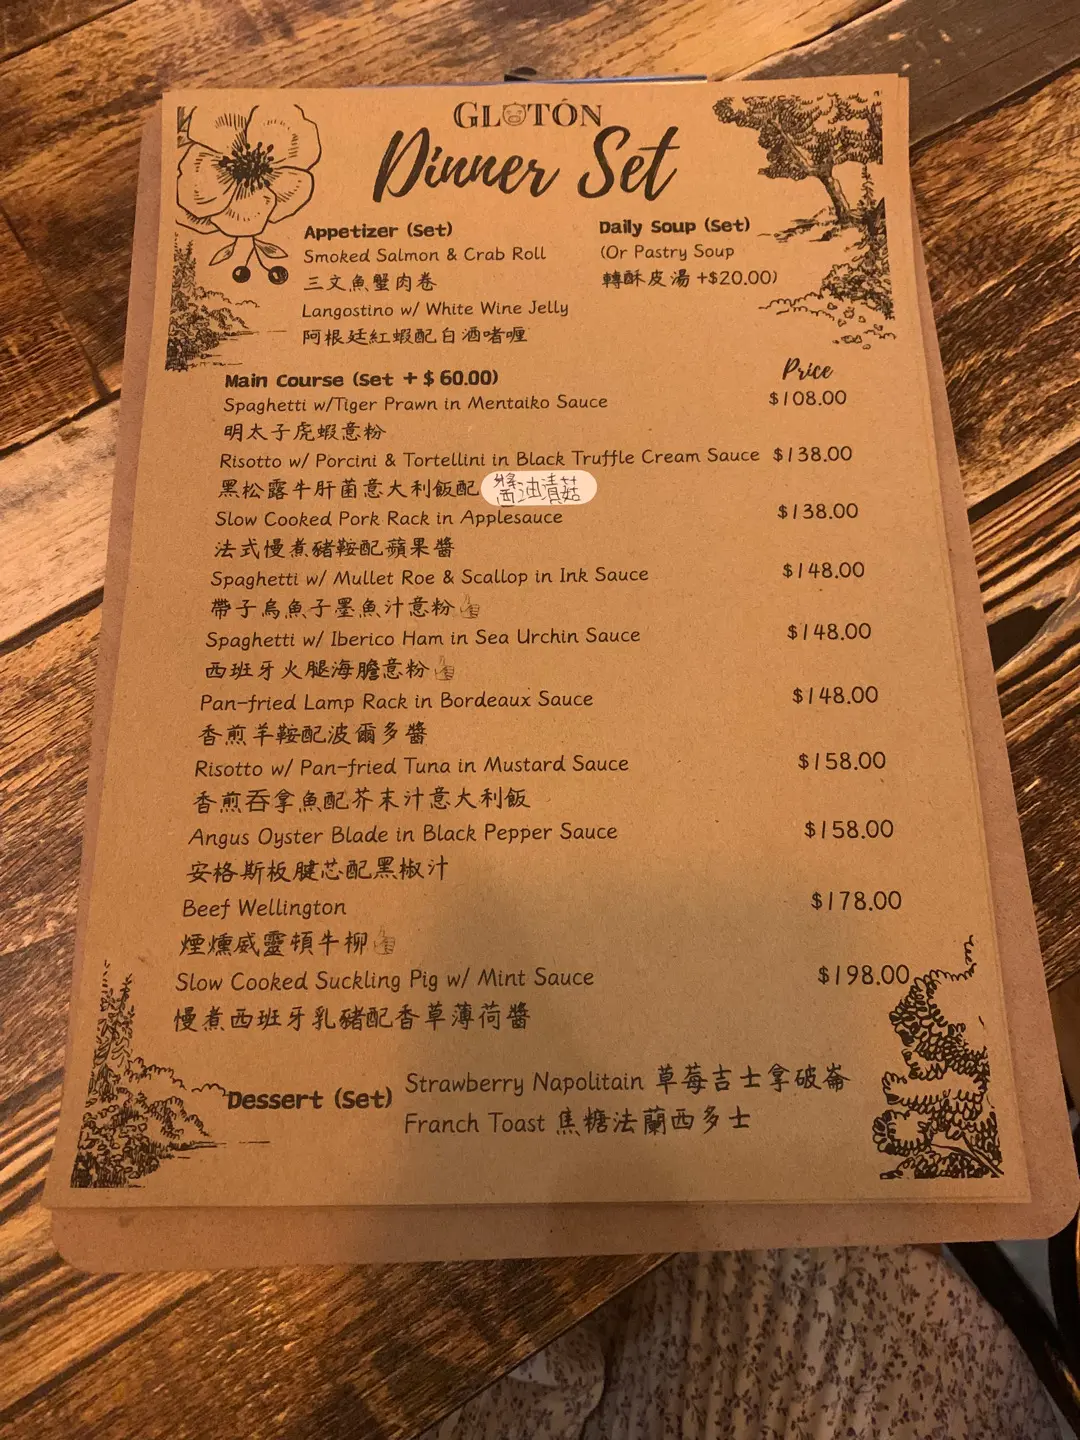 GLOTÓN
Dinner Set
Appetizer (Set)
Smoked Salmon & Crab Roll
三文魚蟹肉卷
Langostino w/ White Wine Jelly
阿根廷紅蝦配白酒啫喱
Daily Soup (Set)
(Or Pastry Soup
轉酥皮湯 +$20.00)
Main Course (Set + $ 60.00)
Price
Spaghetti w/Tiger Prawn in Mentaiko Sauce $108.00
明太子虎蝦意粉
Risotto w/ Porcini & Tortellini in Black Truffle Cream Sauce $138.00
黑松露牛肝菌意大利飯配醬油漬菇
Slow Cooked Pork Rack in Applesauce $138.00
法式慢煮豬鞍配蘋果醬
Spaghetti w/ Mullet Roe & Scallop in Ink Sauce $148.00
帶子烏魚子墨魚汁意粉
Spaghetti w/ Iberico Ham in Sea Urchin Sauce $148.00
西班牙火腿海膽意粉
Pan-fried Lamp Rack in Bordeaux Sauce $148.00
香煎羊鞍配波爾多醬
Risotto w/ Pan-fried Tuna in Mustard Sauce $158.00
香煎吞拿魚配芥末汁意大利飯
Angus Oyster Blade in Black Pepper Sauce $158.00
安格斯板腱芯配黑椒汁
Beef Wellington $178.00
煙燻威靈頓牛柳
Slow Cooked Suckling Pig w/ Mint Sauce $198.00
慢煮西班牙乳豬配香草薄荷醬
Dessert (Set)
Strawberry Napolitain 草莓吉士拿破崙
Franch Toast 焦糖法蘭西多士